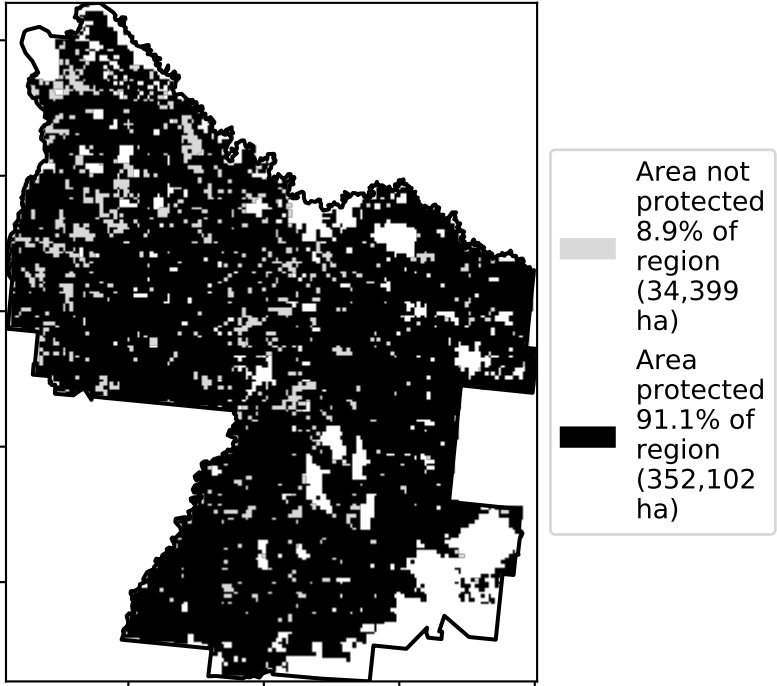 Area not
protected
8.9% of
region
(34,399
ha)
Area
protected
91.1% of
region
(352,102
ha)